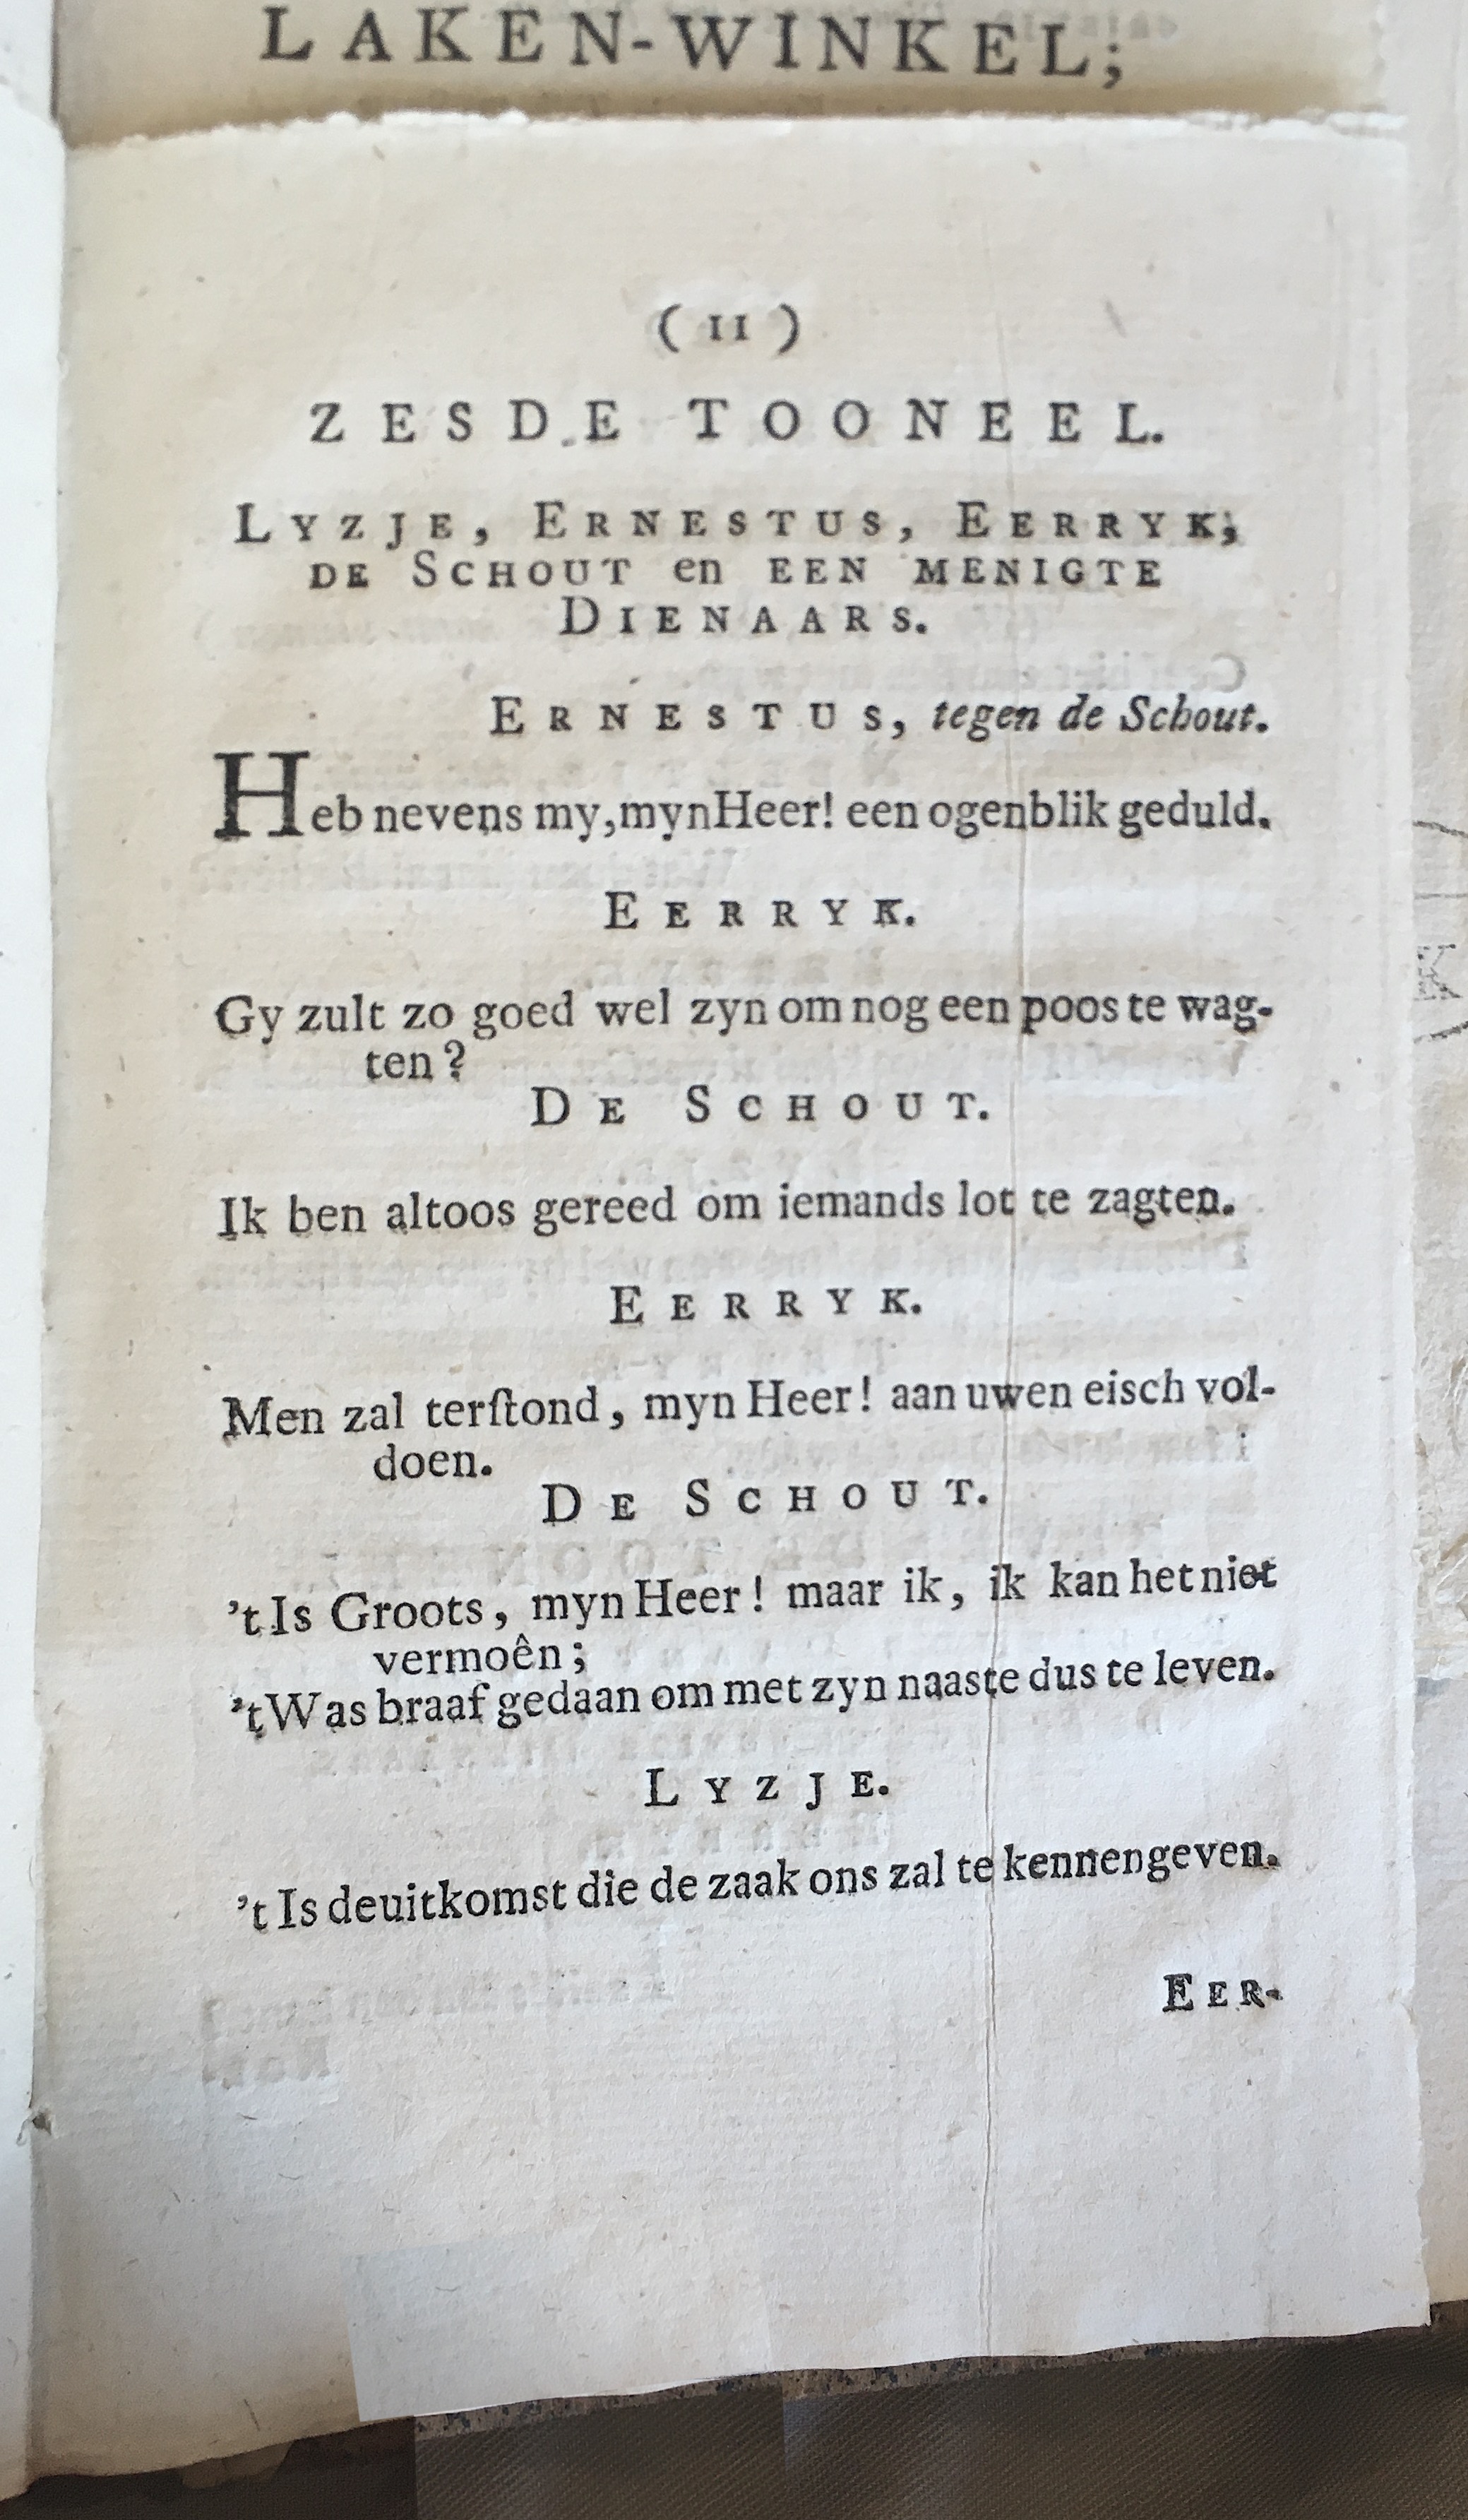 LAKEN-WINKEL;
( 11 )
ZESDE TOONEEL.
LYZJE, ERNESTUS, EERRYK,
DE SCHOUT en EEN MENIGTE
DIENAARS.
ERNESTUS, tegen de Schout.
Heb nevens my, myn Heer! een ogenblik geduld.
EERRYK.
Gy zult zo goed wel zyn om nog een poos te wag-
ten?
DE SCHOUT.
Ik ben altoos gereed om iemands lot te zagten.
EERRYK.
Men zal terſtond, myn Heer! aan uwen eisch vol-
doen.
DE SCHOUT.
't Is Groots, myn Heer! maar ik, ik kan het niet
vermoên;
't Was braaf gedaan om met zyn naaste dus te leven.
LYZJE.
't Is de uitkomst die de zaak ons zal te kennen geven.
EER-